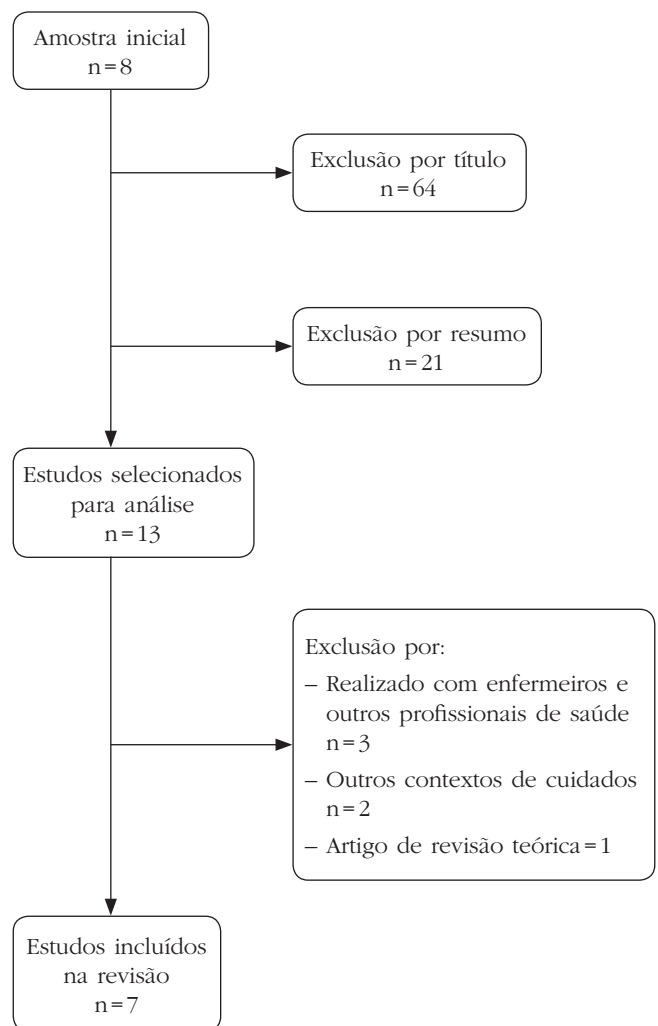 Amostra inicial
n=8
Exclusão por título
n=64
Exclusão por resumo
n=21
Estudos selecionados
para análise
n=13
Exclusão por:
– Realizado com enfermeiros e
outros profissionais de saúde
n=3
– Outros contextos de cuidados
n=2
– Artigo de revisão teórica=1
Estudos incluídos
na revisão
n=7